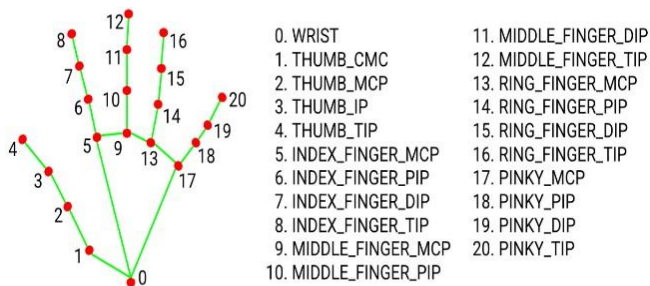 12
8
16
11
7
15
6
10
14
20
5
9
13
19
18
4
17
3
2
1
0
0. WRIST
1. THUMB_CMC
2. THUMB_MCP
3. THUMB_IP
4. THUMB_TIP
5. INDEX_FINGER_MCP
6. INDEX_FINGER_PIP
7. INDEX_FINGER_DIP
8. INDEX_FINGER_TIP
9. MIDDLE_FINGER_MCP
10. MIDDLE_FINGER_PIP
11. MIDDLE_FINGER_DIP
12. MIDDLE_FINGER_TIP
13. RING_FINGER_MCP
14. RING_FINGER_PIP
15. RING_FINGER_DIP
16. RING_FINGER_TIP
17. PINKY_MCP
18. PINKY_PIP
19. PINKY_DIP
20. PINKY_TIP